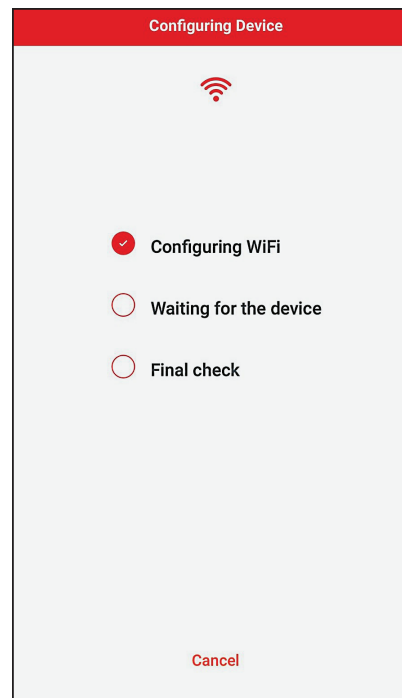 Configuring Device
Configuring WiFi
Waiting for the device
Final check
Cancel